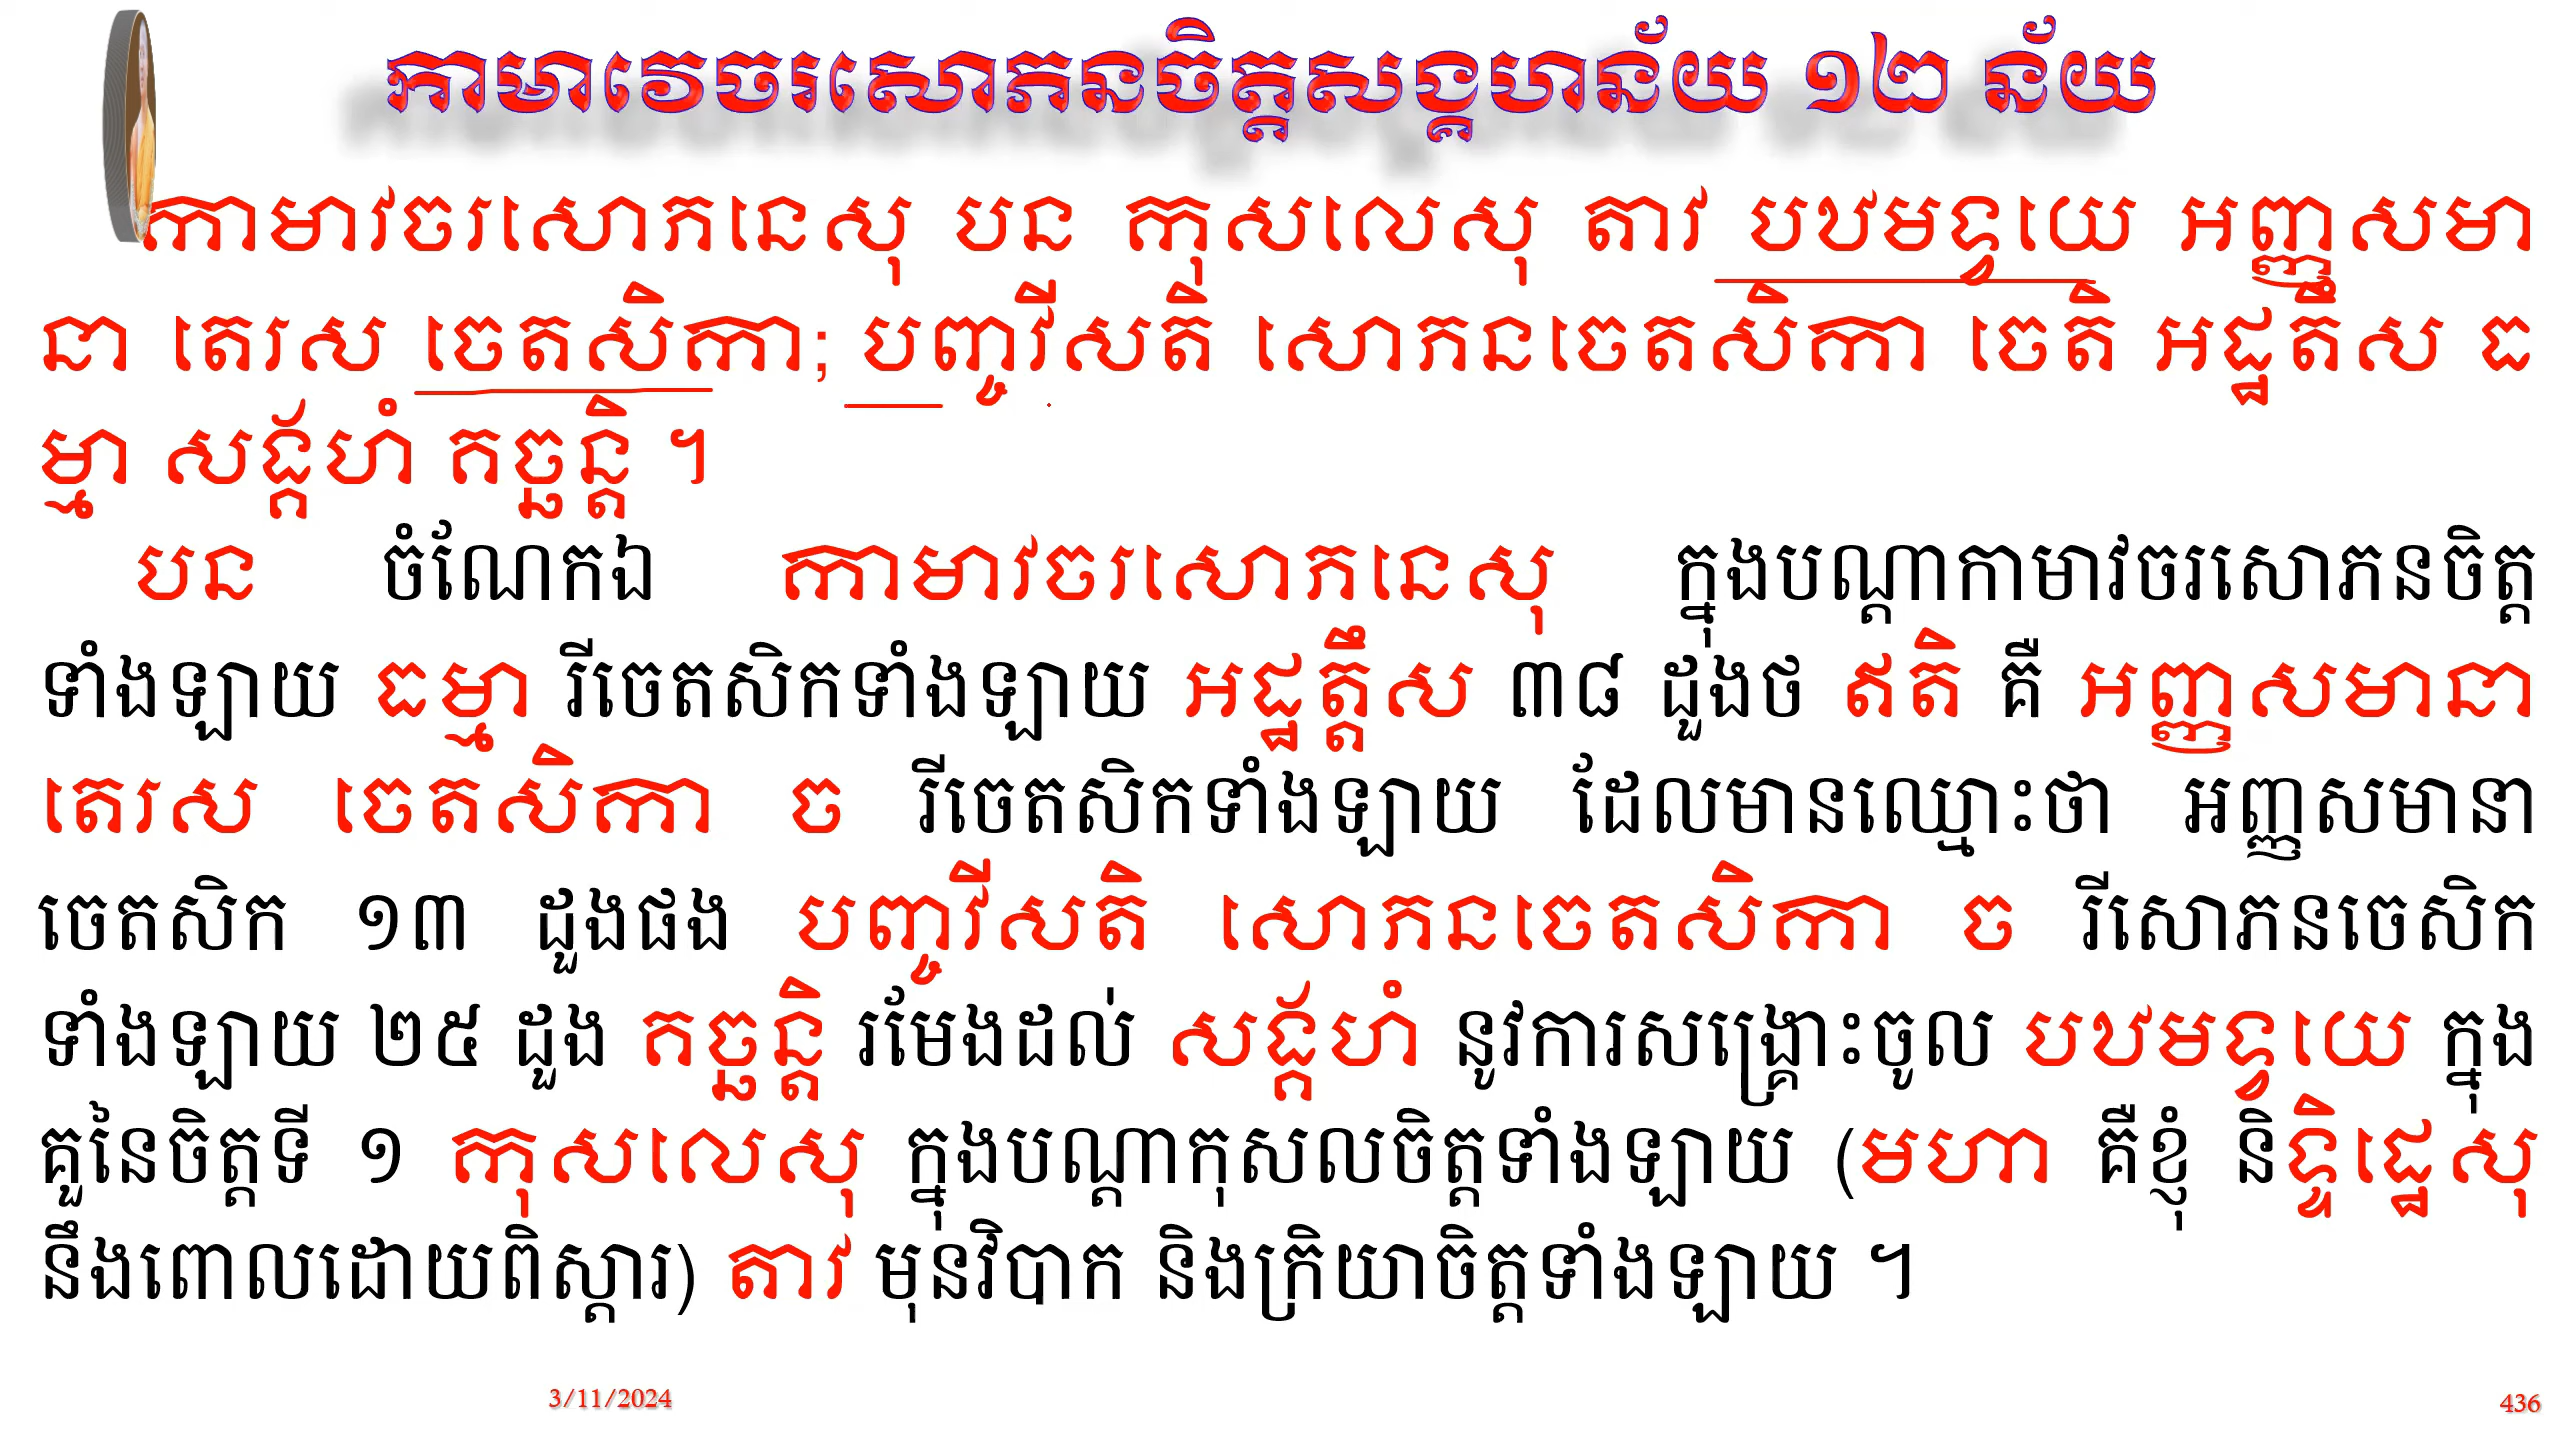 កាមាវេចរសោភនចិត្តសង្គហន័យ ១២ ន័យ
កាមាវចរសោភនេសុ បន កុសលេសុ តាវ បឋមទ្វយេ អញ្ញសមា
នា តេរស ចេតសិកា; បញ្ចវីសតិ សោភនចេតសិកា ចេតិ អដ្ឋតឹស ធ
ម្មា សង្គ័ហំ គច្ឆន្តិ ។
បន ចំណែកឯ កាមាវចរសោភនេសុ ក្នុងបណ្តាកាមាវចរសោភនចិត្ត
ទាំងឡាយ ធម្មា រីចេតសិកទាំងឡាយ អដ្ឋត្តឹស ៣៨ ដួងថ ឥតិ គឺ អញ្ញសមានា
តេរស ចេតសិកា ច រីចេតសិកទាំងឡាយ ដែលមានឈ្មោះថា អញ្ញសមានា
ចេតសិក ១៣ ដួងផង បញ្ចវីសតិ សោភនចេតសិកា ច រីសោភនចេសិក
ទាំងឡាយ ២៥ ដួង គច្ឆន្តិ រមែងដល់ សង្គ័ហំ នូវការសង្គ្រោះចូល បឋមទ្វយេ ក្នុង
គួនៃចិត្តទី ១ កុសលេសុ ក្នុងបណ្តាកុសលចិត្តទាំងឡាយ (មហា គឺខ្ញុំ និទ្ទិដ្ឋេសុ
នឹងពោលដោយពិស្តារ) តាវ មុនវិបាក និងក្រិយាចិត្តទាំងឡាយ ។
3/11/2024
436